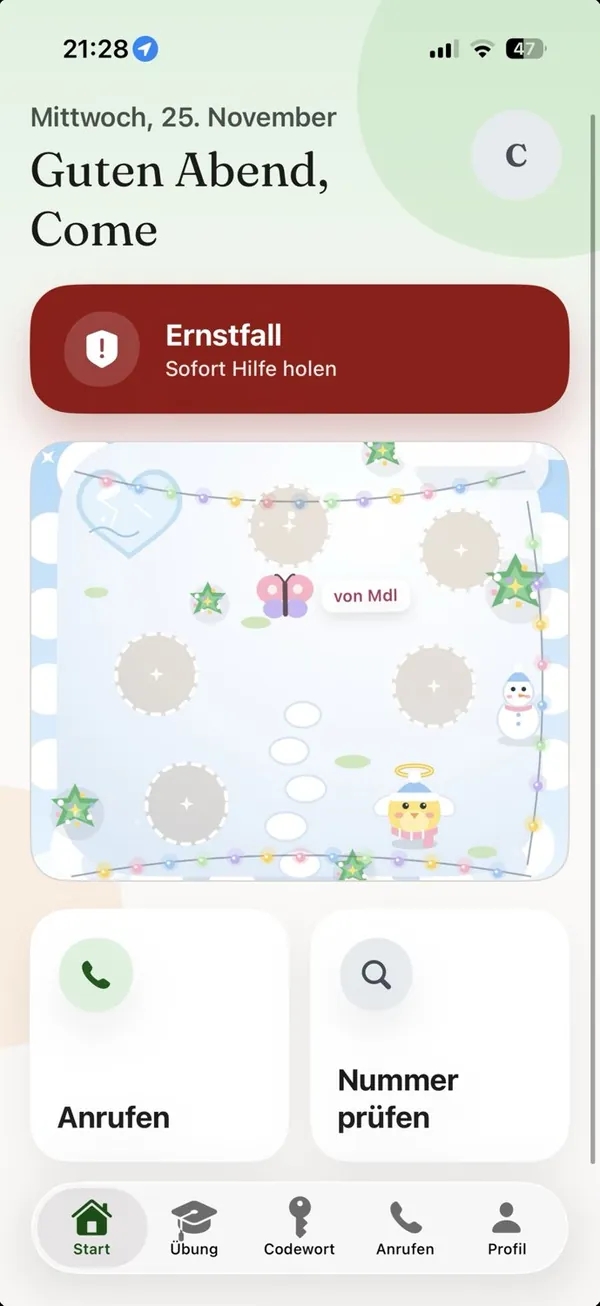 21:28
47
Mittwoch, 25. November
Guten Abend,
Come
C
Ernstfall
Sofort Hilfe holen
von Mdl
Anrufen
Nummer
prüfen
Start
Übung
Codewort
Anrufen
Profil